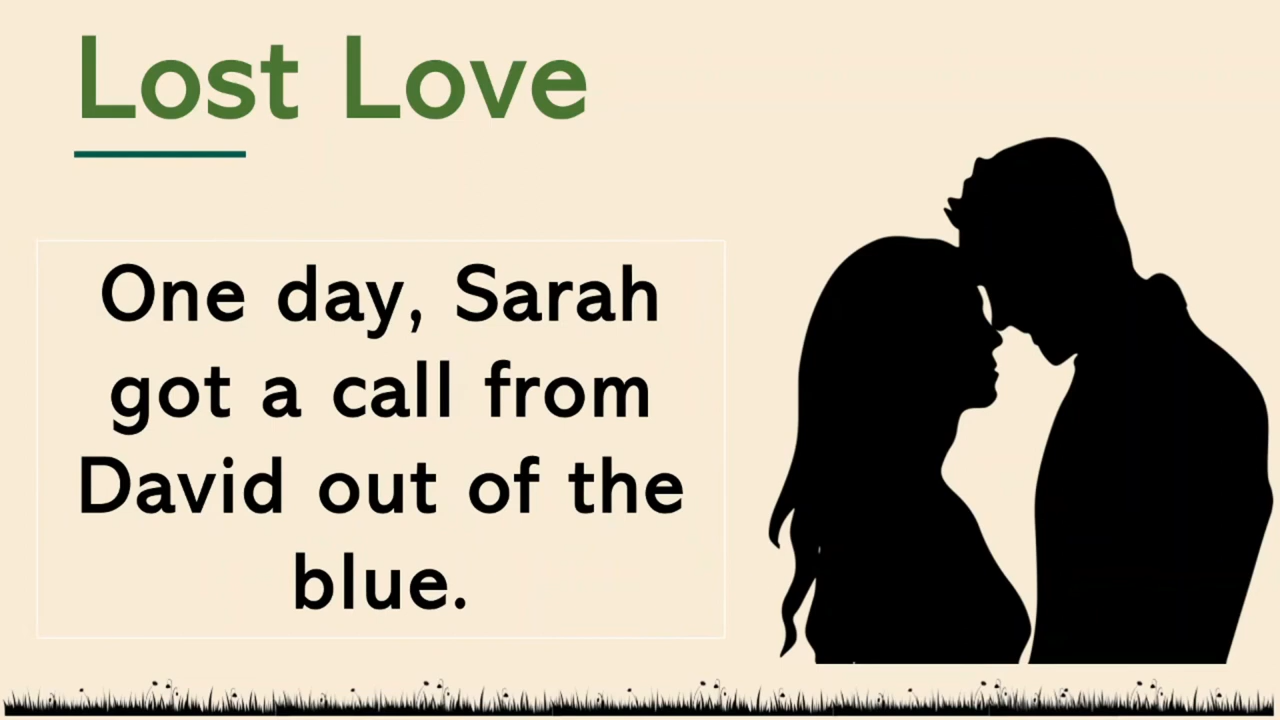 Lost Love
One day, Sarah
got a call from
David out of the
blue.